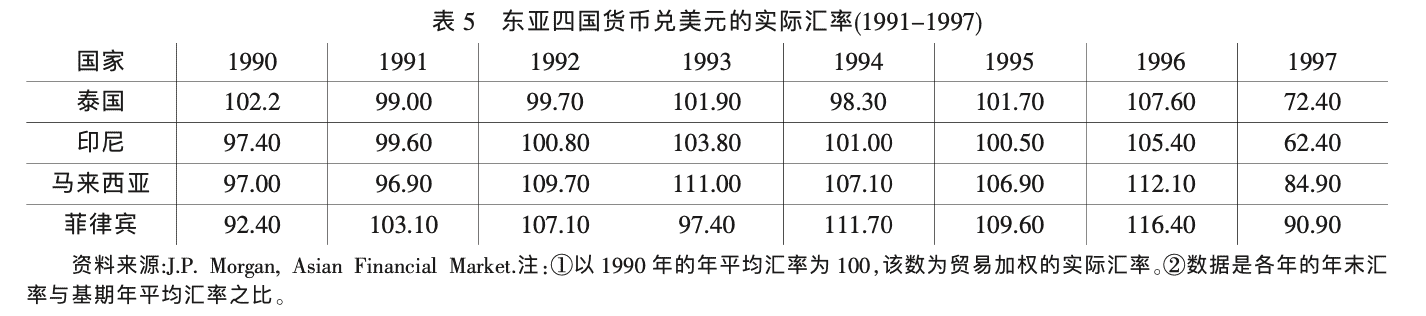 表 5 东亚四国货币兑美元的实际汇率(1991–1997)
国家 1990 1991 1992 1993 1994 1995 1996 1997
泰国 102.2 99.00 99.70 101.90 98.30 101.70 107.60 72.40
印尼 97.40 99.60 100.80 103.80 101.00 100.50 105.40 62.40
马来西亚 97.00 96.90 109.70 111.00 107.10 106.90 112.10 84.90
菲律宾 92.40 103.10 107.10 97.40 111.70 109.60 116.40 90.90
资料来源:J.P. Morgan, Asian Financial Market.注:①以 1990 年的年平均汇率为 100,该数为贸易加权的实际汇率。②数据是各年的年末汇
率与基期年平均汇率之比。